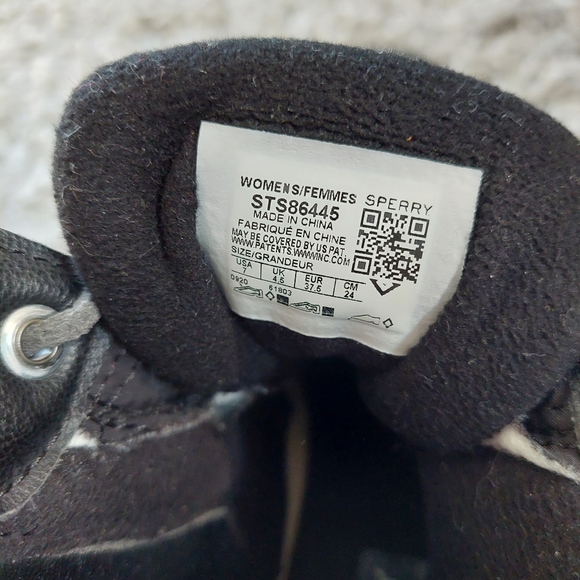 WOMENS/FEMMES SPERRY
STS86445
MADE IN CHINA
FABRIQUÉ EN CHINE
MAY BE COVERED BY US PAT.
WWW.PATENTS.WWWINC.COM
SIZE/GRANDEUR
USA UK EUR CM
7 4.5 37.5 24
0920 61803